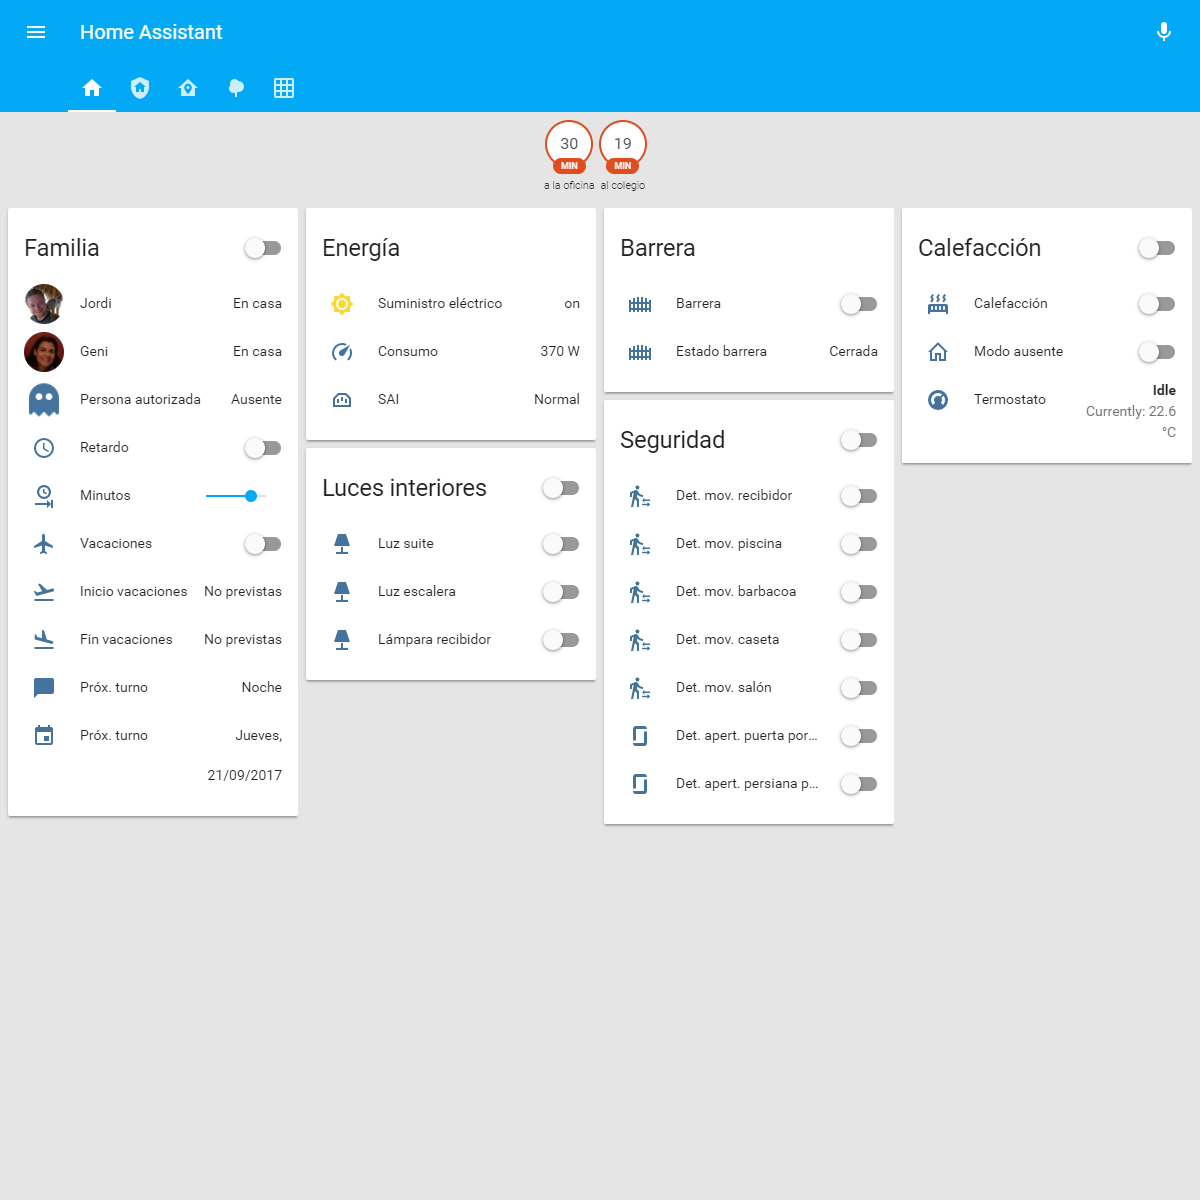 Home Assistant
30
MIN
a la oficina
19
MIN
al colegio
Familia
Jordi En casa
Geni En casa
Persona autorizada Ausente
Retardo
Minutos
Vacaciones
Inicio vacaciones No previstas
Fin vacaciones No previstas
Próx. turno Noche
Próx. turno Jueves,
21/09/2017
Energía
Suministro eléctrico on
Consumo 370 W
SAI Normal
Luces interiores
Luz suite
Luz escalera
Lámpara recibidor
Barrera
Barrera
Estado barrera Cerrada
Seguridad
Det. mov. recibidor
Det. mov. piscina
Det. mov. barbacoa
Det. mov. caseta
Det. mov. salón
Det. apert. puerta por...
Det. apert. persiana p...
Calefacción
Calefacción
Modo ausente
Termostato Idle
Currently: 22.6
°C